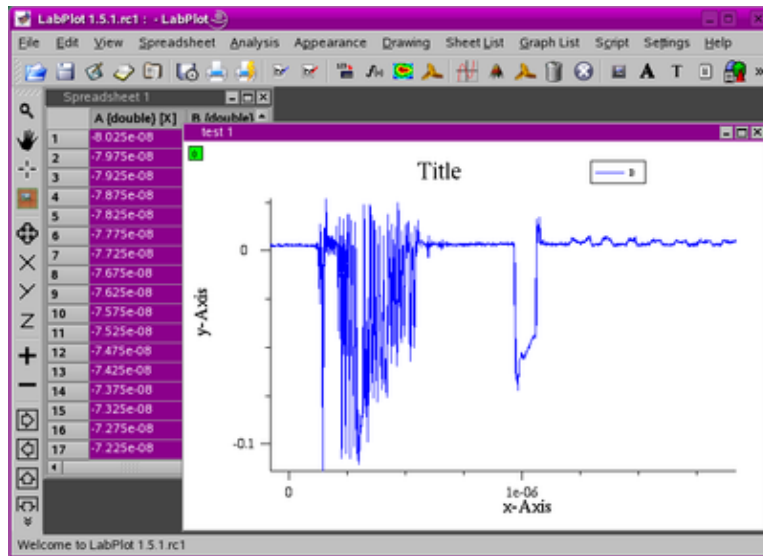 LabPlot 1.5.1.rc1 : - LabPlot
File Edit View Spreadsheet Analysis Appearance Drawing Sheet List Graph List Script Settings Help
Spreadsheet 1
A {double} [X] B {double}
test 1
1 -8.025e-08
2 -7.975e-08
3 -7.925e-08
4 -7.875e-08
5 -7.825e-08
6 -7.775e-08
7 -7.725e-08
8 -7.675e-08
9 -7.625e-08
10 -7.575e-08
11 -7.525e-08
12 -7.475e-08
13 -7.425e-08
14 -7.375e-08
15 -7.325e-08
16 -7.275e-08
17 -7.225e-08
Title
0
-0.1
y-Axis
0 1e-06
x-Axis
X
Y
Z
Welcome to LabPlot 1.5.1.rc1